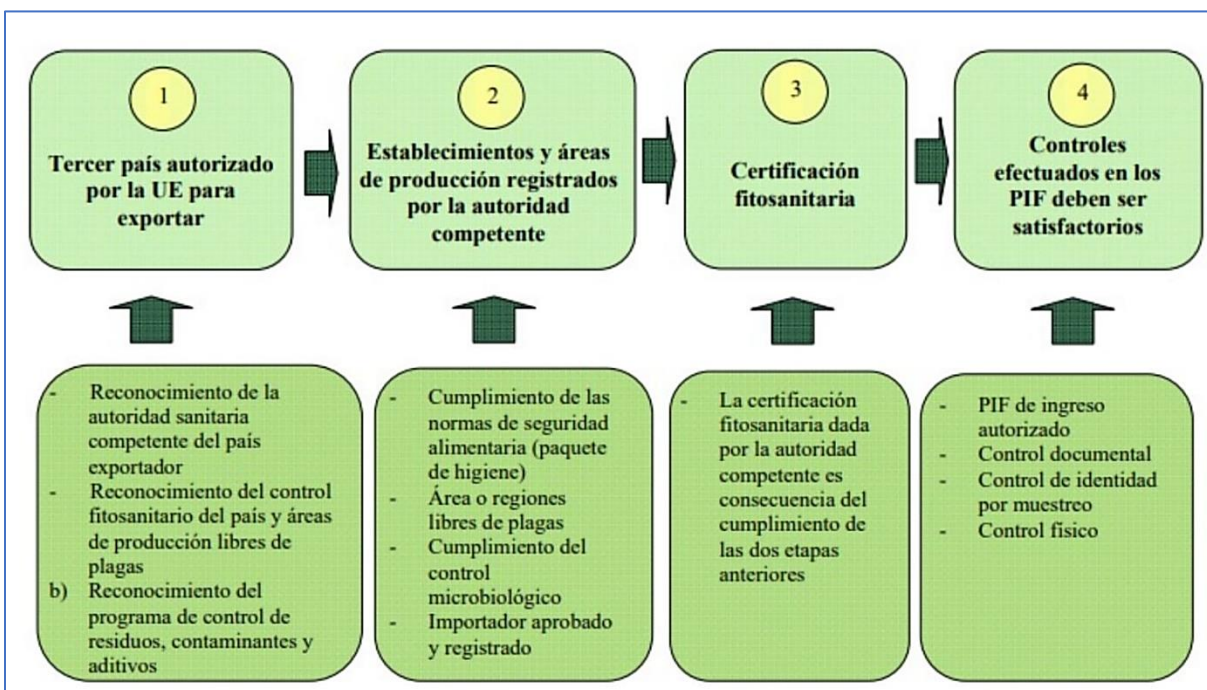 1
Tercer país autorizado
por la UE para
exportar
2
Establecimientos y áreas
de producción registrados
por la autoridad
competente
3
Certificación
fitosanitaria
4
Controles
efectuados en los
PIF deben ser
satisfactorios
- Reconocimiento de la
autoridad sanitaria
competente del país
exportador
- Reconocimiento del control
fitosanitario del país y áreas
de producción libres de
plagas
b) Reconocimiento del
programa de control de
residuos, contaminantes y
aditivos
- Cumplimiento de las
normas de seguridad
alimentaria (paquete
de higiene)
- Área o regiones
libres de plagas
- Cumplimiento del
control
microbiológico
- Importador aprobado
y registrado
- La certificación
fitosanitaria dada
por la autoridad
competente es
consecuencia del
cumplimiento de
las dos etapas
anteriores
- PIF de ingreso
autorizado
- Control documental
- Control de identidad
por muestreo
- Control físico